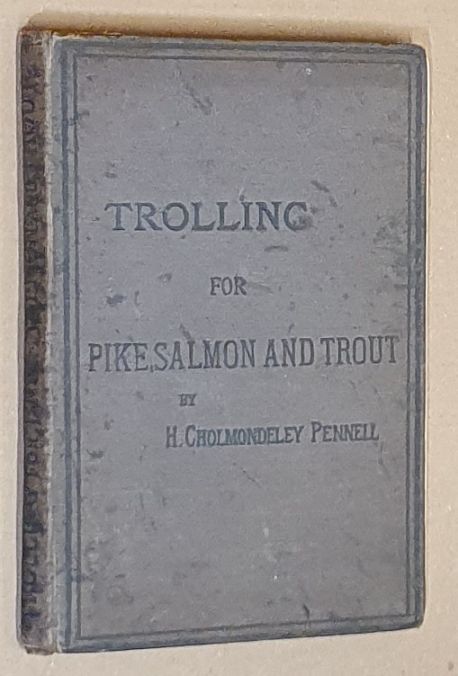 TROLLING
FOR
PIKE, SALMON AND TROUT
BY
H. CHOLMONDELEY PENNELL